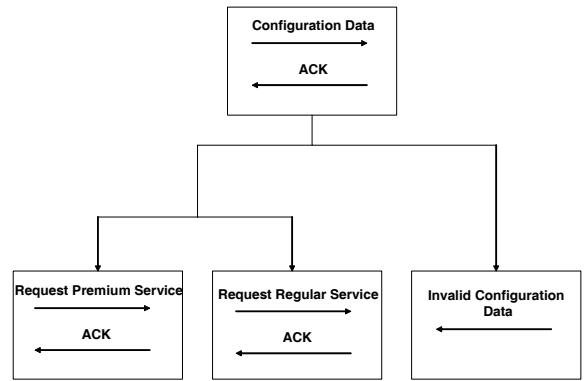 Configuration Data
ACK
Request Premium Service
ACK
Request Regular Service
ACK
Invalid Configuration
Data